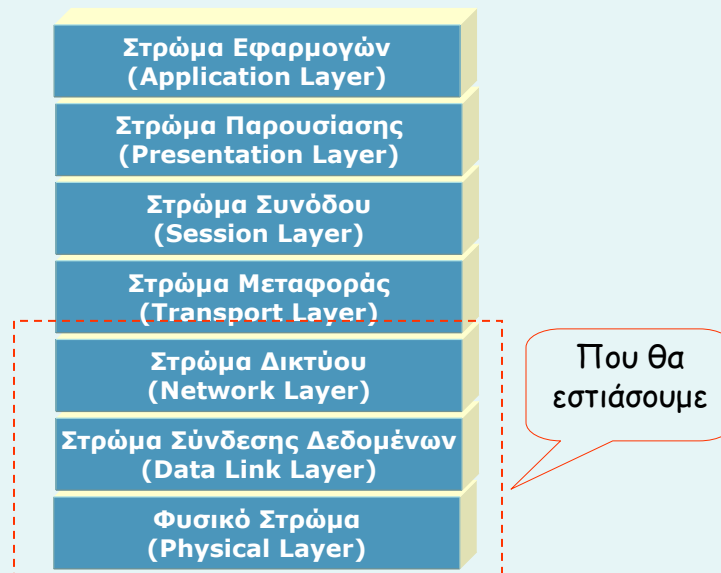 Στρώμα Εφαρμογών
(Application Layer)
Στρώμα Παρουσίασης
(Presentation Layer)
Στρώμα Συνόδου
(Session Layer)
Στρώμα Μεταφοράς
(Transport Layer)
Στρώμα Δικτύου
(Network Layer)
Στρώμα Σύνδεσης Δεδομένων
(Data Link Layer)
Φυσικό Στρώμα
(Physical Layer)
Που θα
εστιάσουμε